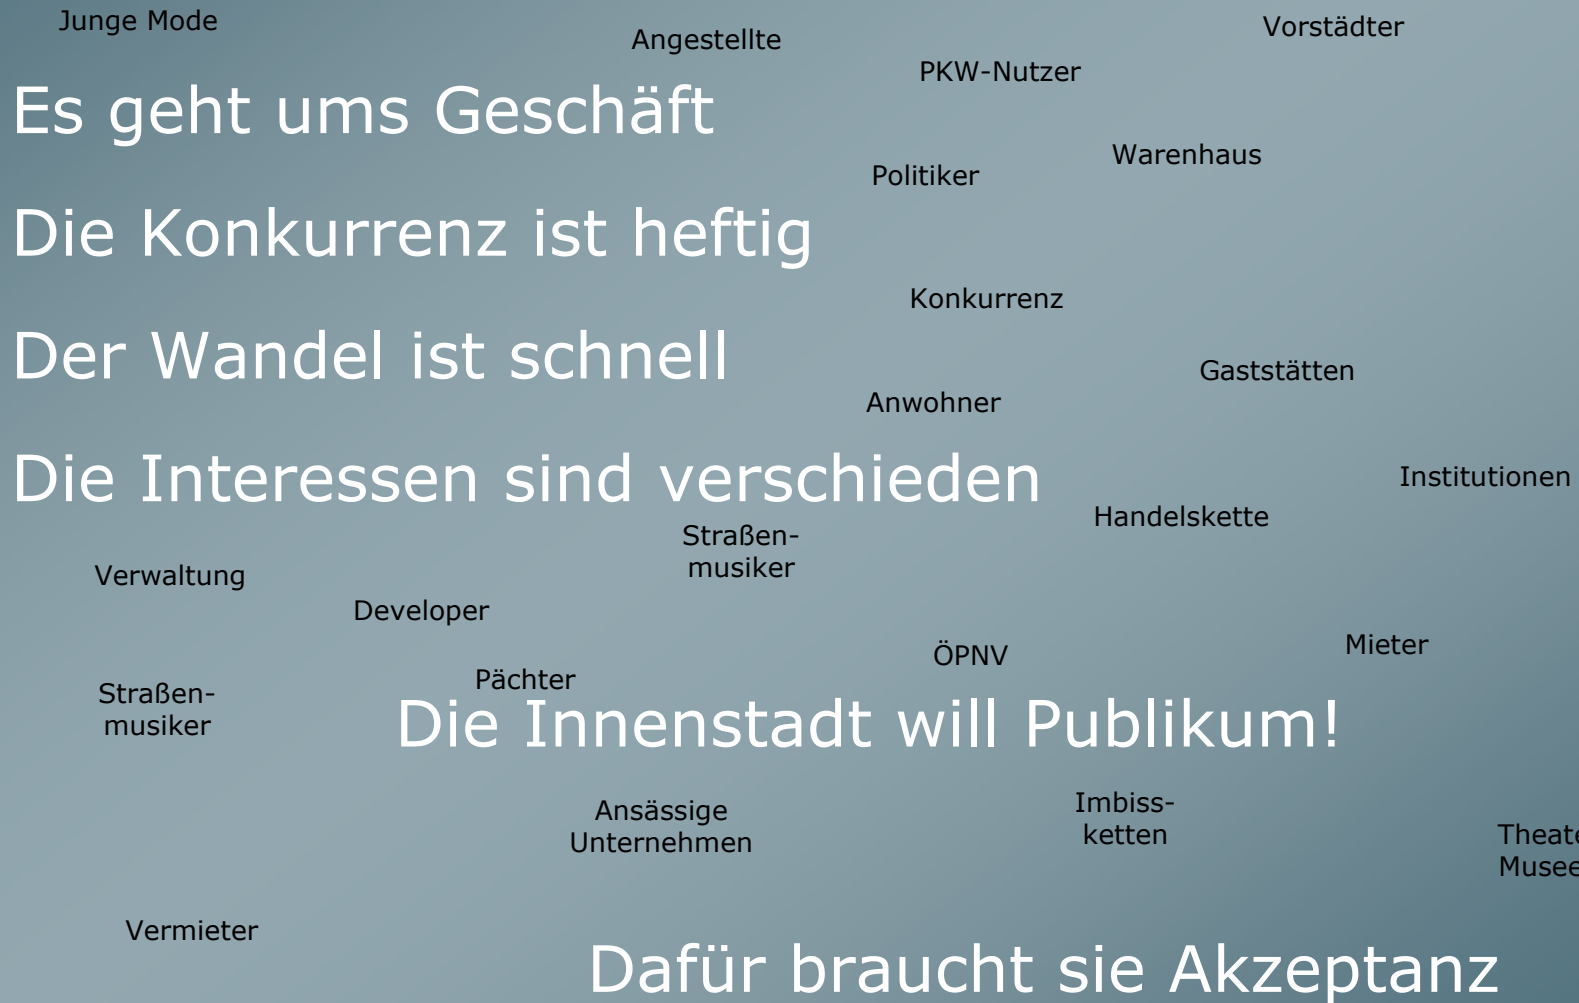 Junge Mode
Angestellte
Vorstädter
PKW-Nutzer
Es geht ums Geschäft
Warenhaus
Politiker
Die Konkurrenz ist heftig
Konkurrenz
Der Wandel ist schnell
Gaststätten
Anwohner
Die Interessen sind verschieden
Institutionen
Handelskette
Straßen-
musiker
Verwaltung
Developer
ÖPNV
Mieter
Pächter
Straßen-
musiker
Die Innenstadt will Publikum!
Ansässige
Unternehmen
Imbiss-
ketten
Vermieter
Dafür braucht sie Akzeptanz